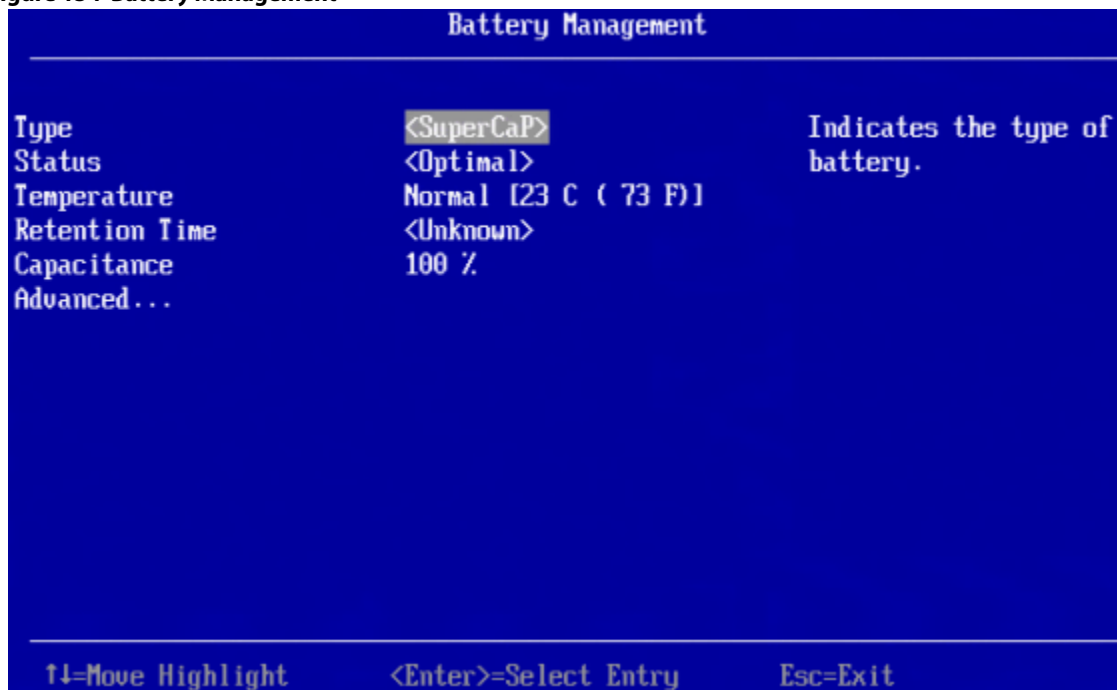 Battery Management
Type <SuperCaP> Indicates the type of
Status <Optimal> battery.
Temperature Normal [23 C ( 73 F)]
Retention Time <Unknown>
Capacitance 100 %
Advanced...
↑↓=Move Highlight <Enter>=Select Entry Esc=Exit